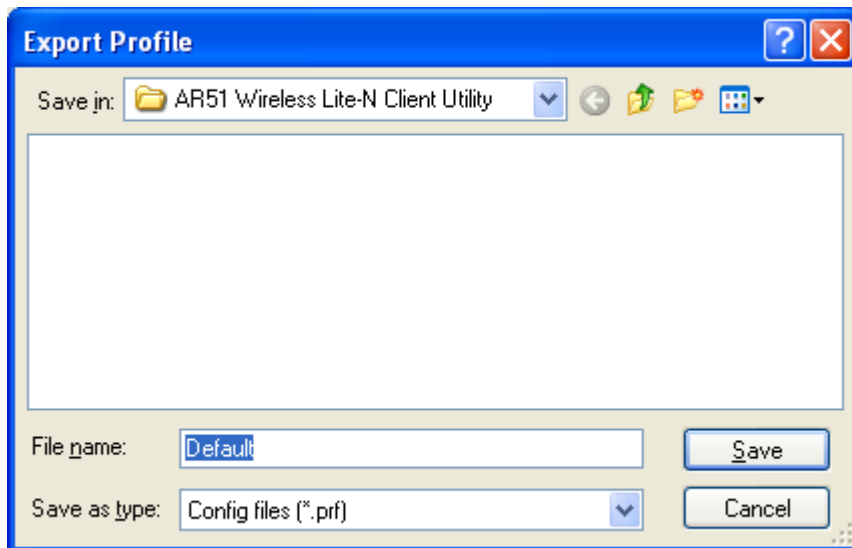 Export Profile
Save in: AR51 Wireless Lite-N Client Utility
File name: Default Save
Save as type: Config files (*.prf) Cancel